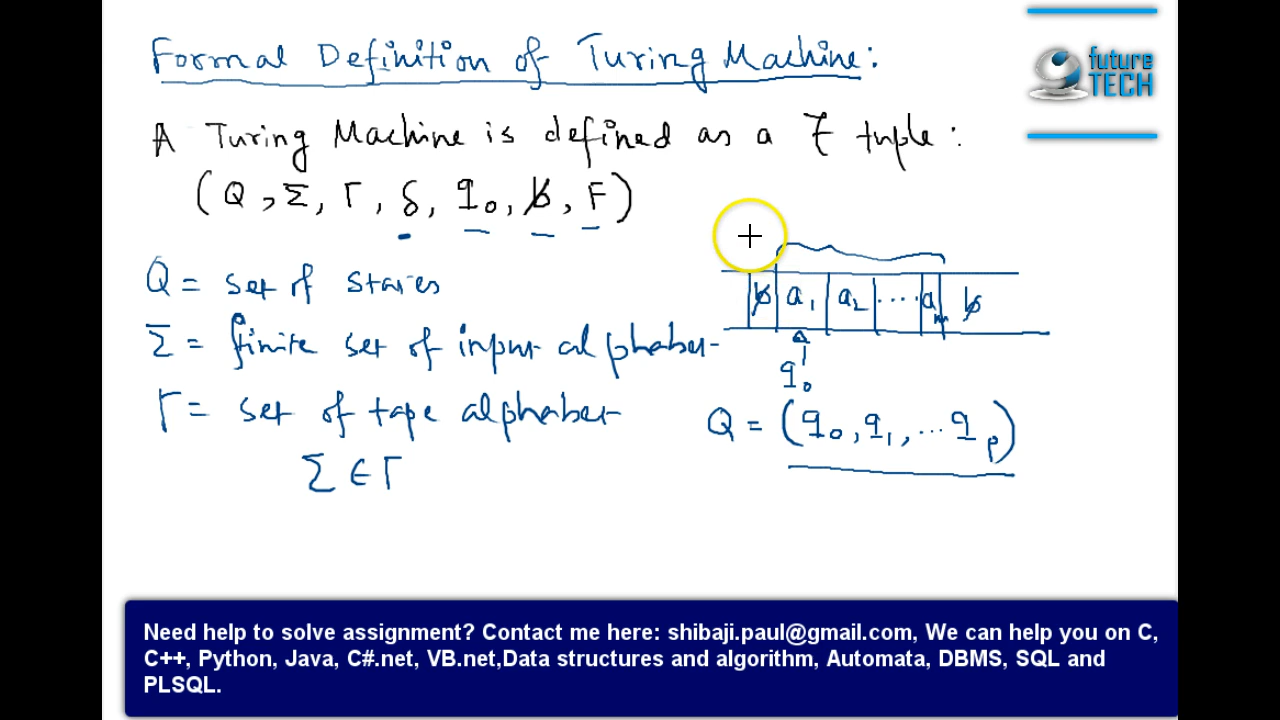 Formal Definition of Turing Machine:
future
TECH
A Turing Machine is defined as a 7 tuple:
(Q, Σ, Γ, δ, q₀, b̸, F)
Q = set of states
Σ = finite set of input alphabet
Γ = set of tape alphabet
Σ ∈ Γ
b̸ a₁ a₂ ... aₙ b̸
q₀
Q = (q₀, q₁, ... qₚ)
Need help to solve assignment? Contact me here: shibaji.paul@gmail.com, We can help you on C,
C++, Python, Java, C#.net, VB.net,Data structures and algorithm, Automata, DBMS, SQL and
PLSQL.